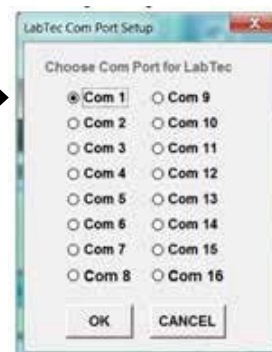 LabTec Com Port Setup
Choose Com Port for LabTec
Com 1 Com 9
Com 2 Com 10
Com 3 Com 11
Com 4 Com 12
Com 5 Com 13
Com 6 Com 14
Com 7 Com 15
Com 8 Com 16
OK CANCEL